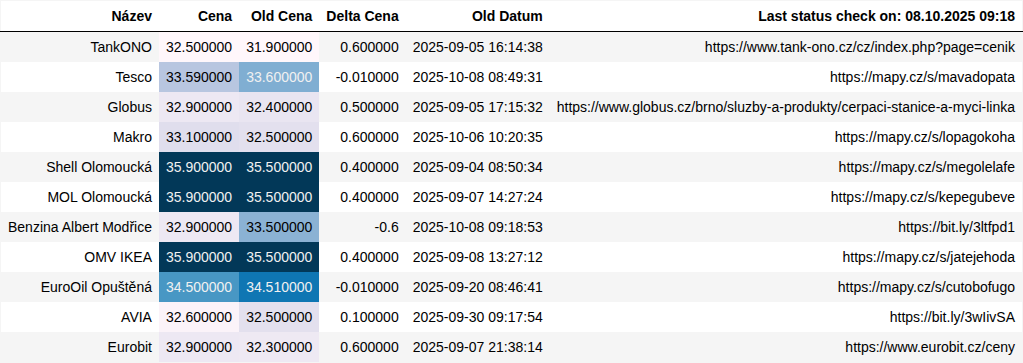 Název Cena Old Cena Delta Cena Old Datum Last status check on: 08.10.2025 09:18
TankONO 32.500000 31.900000 0.600000 2025-09-05 16:14:38 https://www.tank-ono.cz/cz/index.php?page=cenik
Tesco 33.590000 33.600000 -0.010000 2025-10-08 08:49:31 https://mapy.cz/s/mavadopata
Globus 32.900000 32.400000 0.500000 2025-09-05 17:15:32 https://www.globus.cz/brno/sluzby-a-produkty/cerpaci-stanice-a-myci-linka
Makro 33.100000 32.500000 0.600000 2025-10-06 10:20:35 https://mapy.cz/s/lopagokoha
Shell Olomoucká 35.900000 35.500000 0.400000 2025-09-04 08:50:34 https://mapy.cz/s/megolelafe
MOL Olomoucká 35.900000 35.500000 0.400000 2025-09-07 14:27:24 https://mapy.cz/s/kepegubeve
Benzina Albert Modřice 32.900000 33.500000 -0.6 2025-10-08 09:18:53 https://bit.ly/3ltfpd1
OMV IKEA 35.900000 35.500000 0.400000 2025-09-08 13:27:12 https://mapy.cz/s/jatejehoda
EuroOil Opuštěná 34.500000 34.510000 -0.010000 2025-09-20 08:46:41 https://mapy.cz/s/cutobofugo
AVIA 32.600000 32.500000 0.100000 2025-09-30 09:17:54 https://bit.ly/3wIivSA
Eurobit 32.900000 32.300000 0.600000 2025-09-07 21:38:14 https://www.eurobit.cz/ceny